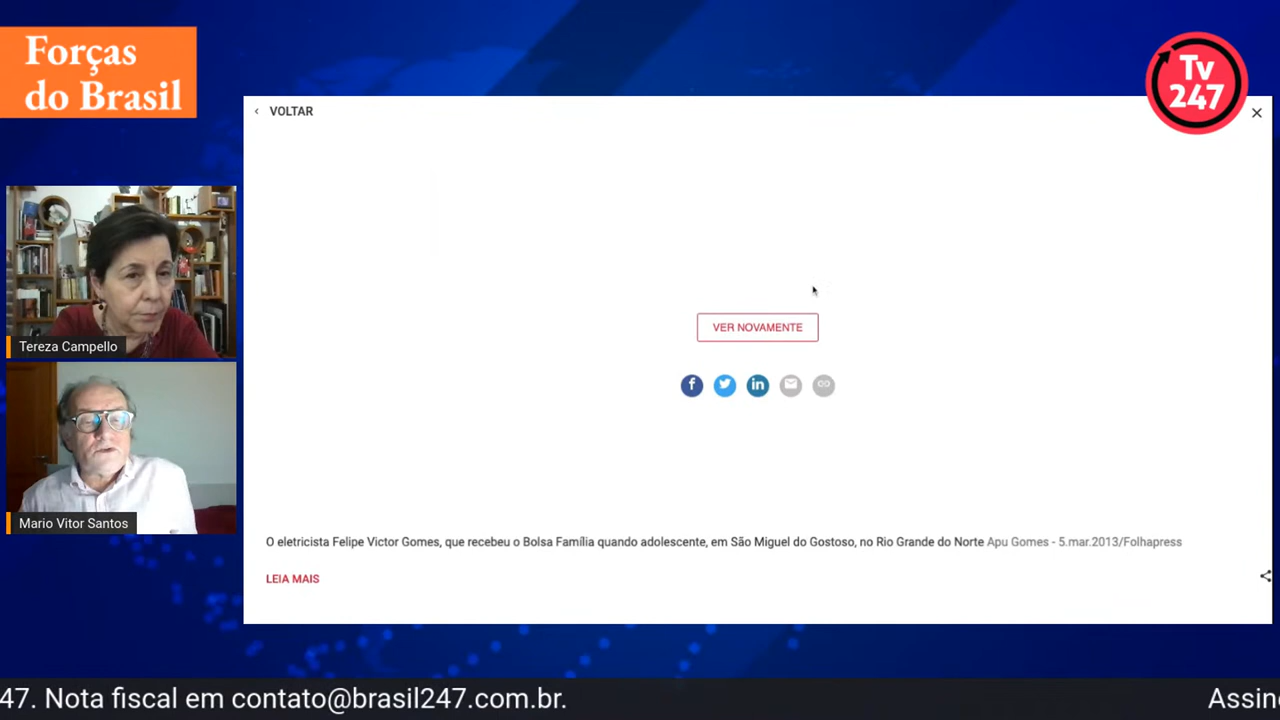 Forças
do Brasil
Tv
247
VOLTAR
VER NOVAMENTE
Tereza Campello
Mario Vitor Santos
O eletricista Felipe Victor Gomes, que recebeu o Bolsa Família quando adolescente, em São Miguel do Gostoso, no Rio Grande do Norte Apu Gomes - 5.mar.2013/Folhapress
LEIA MAIS
47. Nota fiscal em contato@brasil247.com.br. Assin